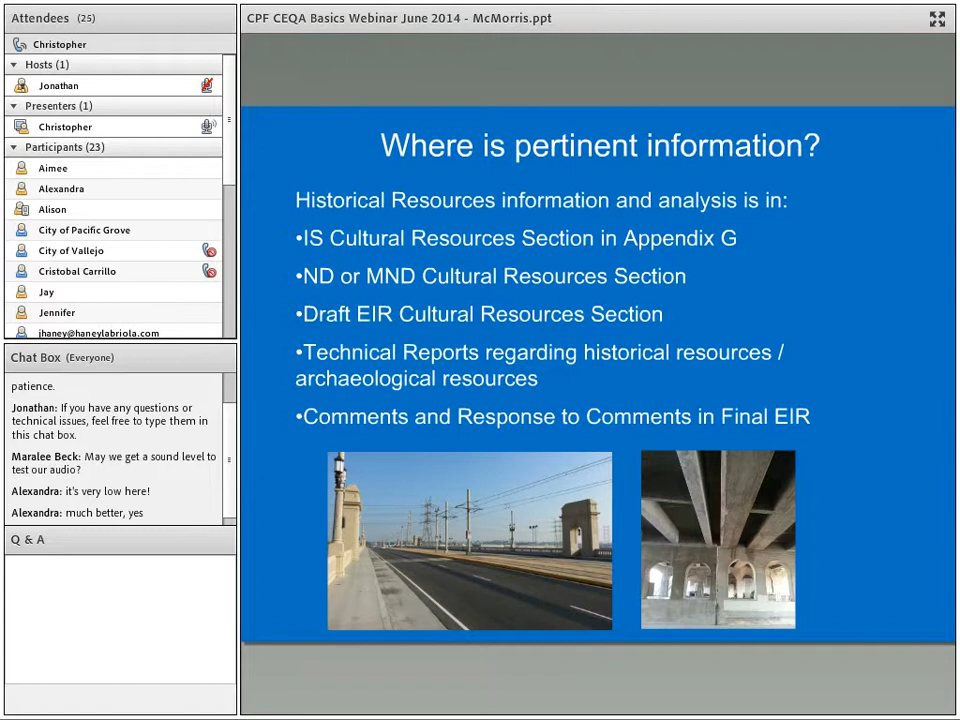 Attendees (25)
Christopher
Hosts (1)
Jonathan
Presenters (1)
Christopher
Participants (23)
Aimee
Alexandra
Alison
City of Pacific Grove
City of Vallejo
Cristobal Carrillo
Jay
Jennifer
jhaney@haneylabriola.com
Chat Box (Everyone)
patience.
Jonathan: If you have any questions or
technical issues, feel free to type them in
this chat box.
Maralee Beck: May we get a sound level to
test our audio?
Alexandra: it's very low here!
Alexandra: much better, yes
Q & A
CPF CEQA Basics Webinar June 2014 - McMorris.ppt
Where is pertinent information?
Historical Resources information and analysis is in:
•IS Cultural Resources Section in Appendix G
•ND or MND Cultural Resources Section
•Draft EIR Cultural Resources Section
•Technical Reports regarding historical resources /
archaeological resources
•Comments and Response to Comments in Final EIR